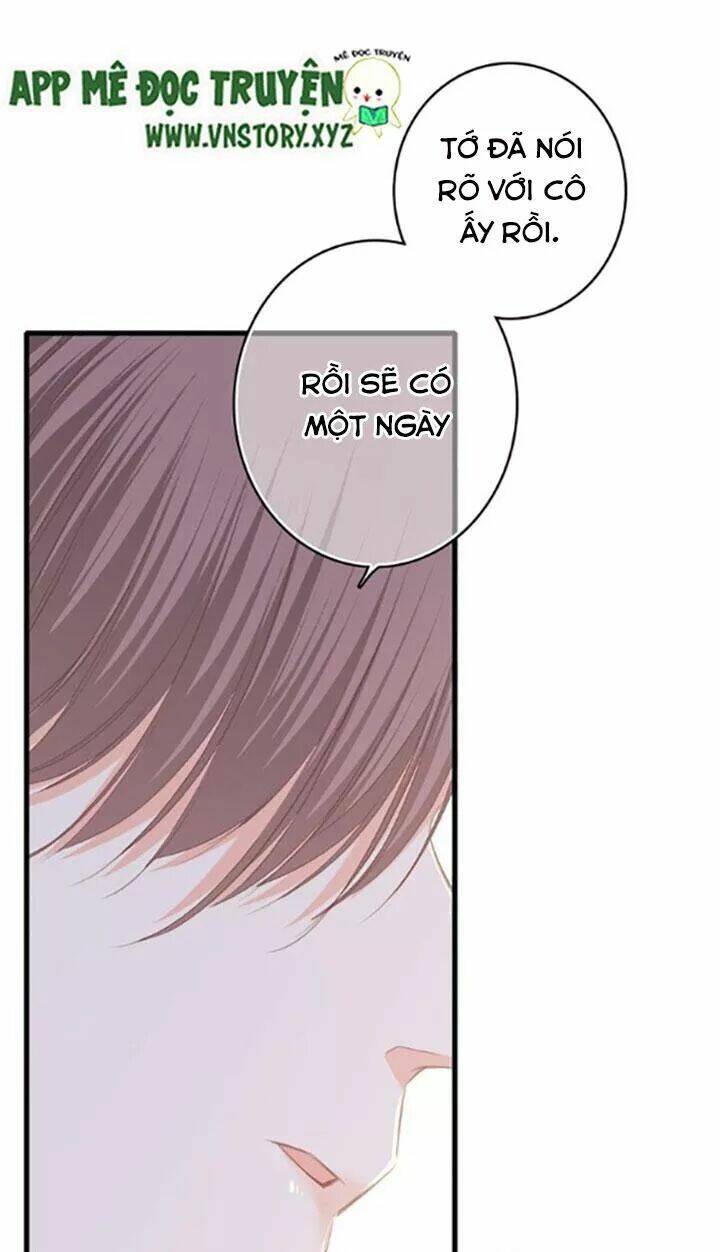 MÊ ĐỌC TRUYỆN
APP MÊ ĐỌC TRUYỆN
WWW.VNSTORY.XYZ
TỚ ĐÃ NÓI
RÕ VỚI CÔ
ẤY RỒI.
RỒI SẼ CÓ
MỘT NGÀY